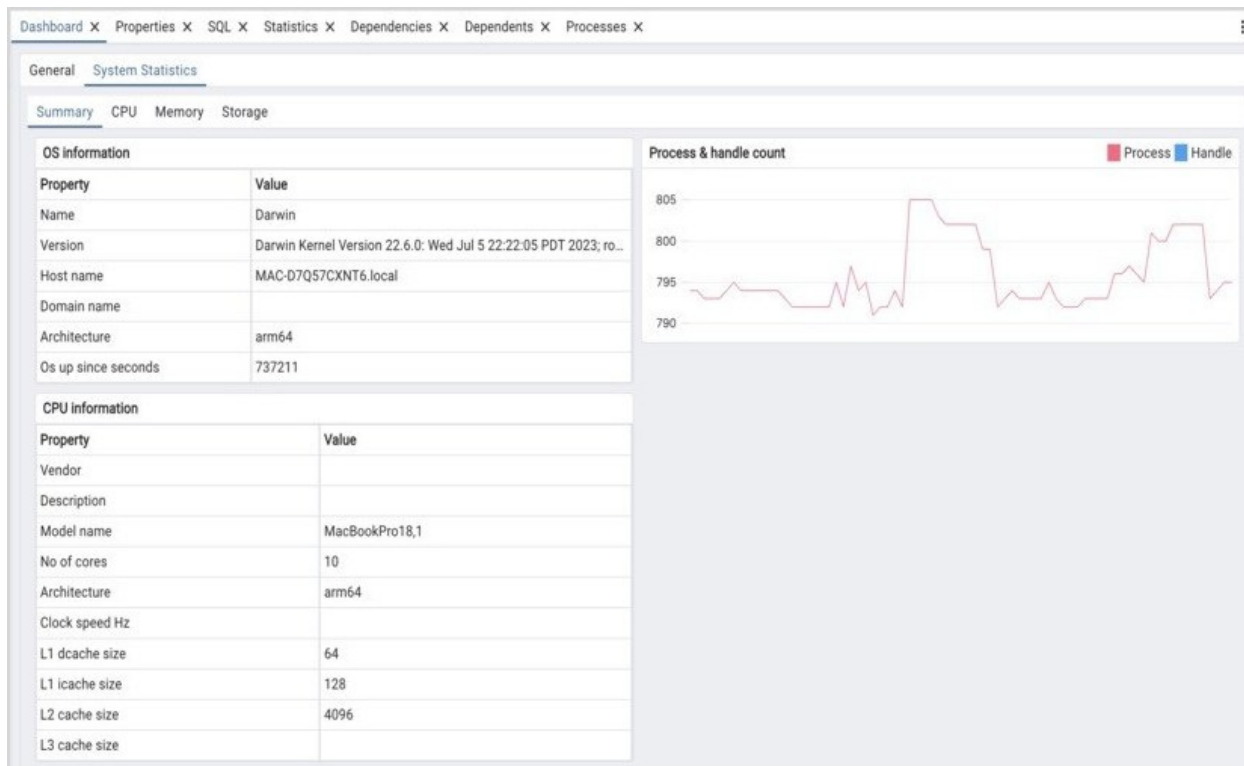 Dashboard X Properties X SQL X Statistics X Dependencies X Dependents X Processes X
General System Statistics
Summary CPU Memory Storage
OS information
Property Value
Name Darwin
Version Darwin Kernel Version 22.6.0: Wed Jul 5 22:22:05 PDT 2023; ro...
Host name MAC-D7Q57CXNT6.local
Domain name
Architecture arm64
Os up since seconds 737211
CPU information
Property Value
Vendor
Description
Model name MacBookPro18,1
No of cores 10
Architecture arm64
Clock speed Hz
L1 dcache size 64
L1 icache size 128
L2 cache size 4096
L3 cache size
Process & handle count Process Handle
805
800
795
790